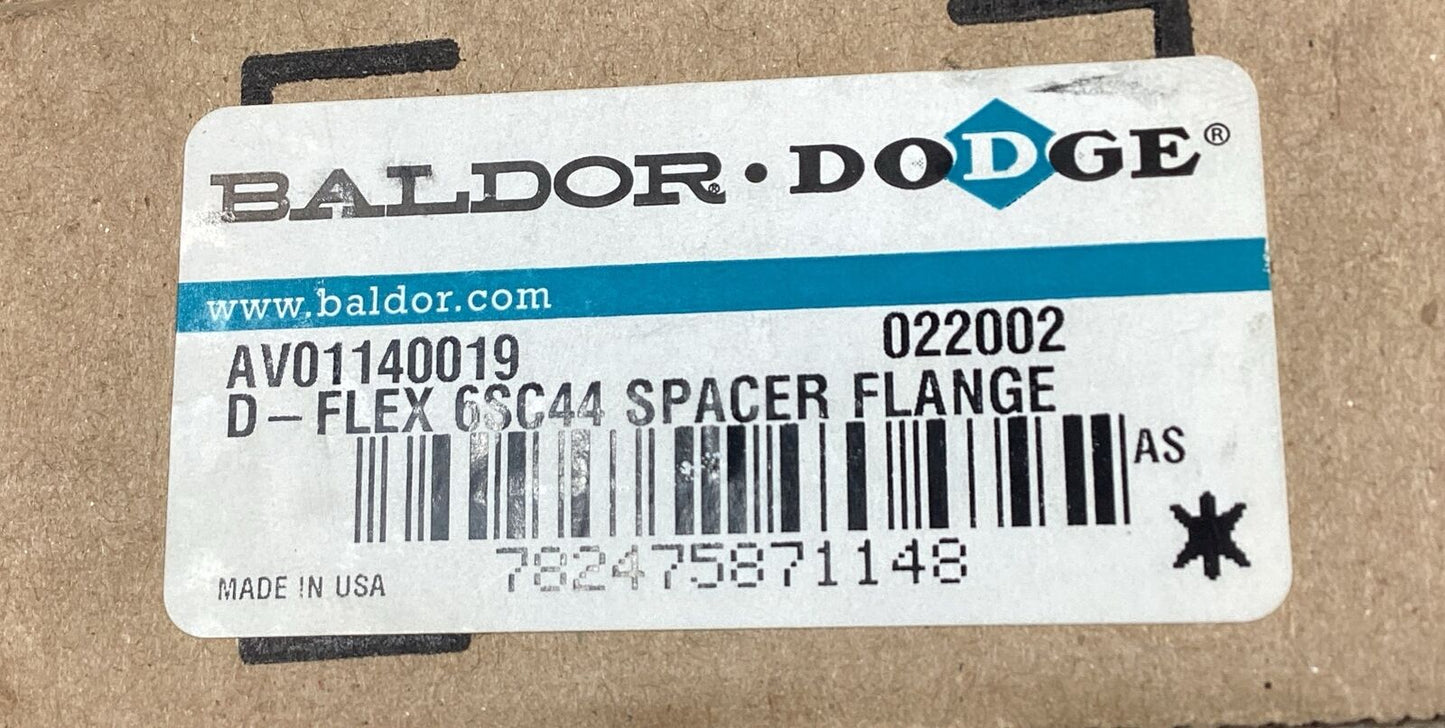 BALDOR® • DODGE®
www.baldor.com
AV01140019 022002
D-FLEX 6SC44 SPACER FLANGE
AS
782475871148
MADE IN USA